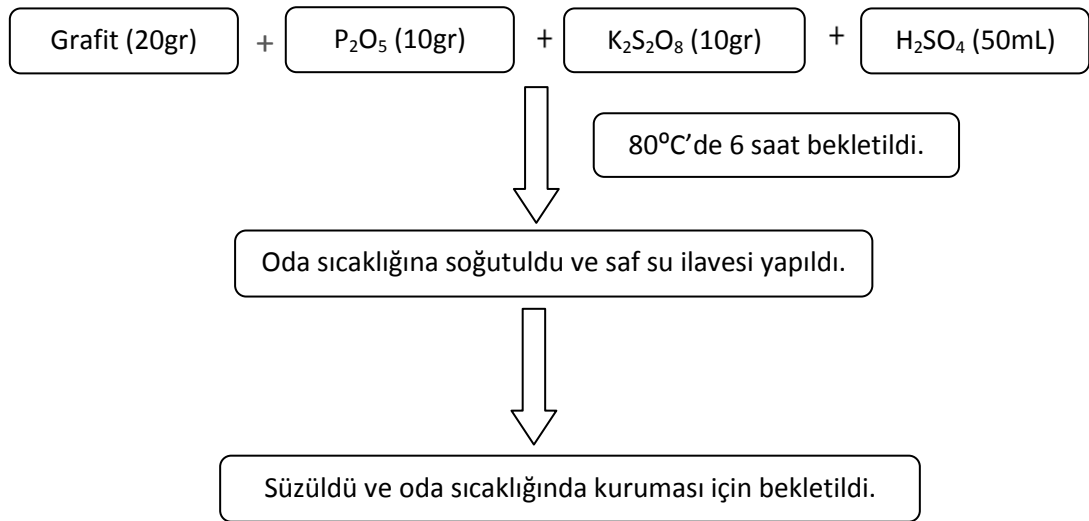 Grafit (20gr) + P₂O₅ (10gr) + K₂S₂O₈ (10gr) + H₂SO₄ (50mL)
80⁰C’de 6 saat bekletildi.
Oda sıcaklığına soğutuldu ve saf su ilavesi yapıldı.
Süzüldü ve oda sıcaklığında kuruması için bekletildi.